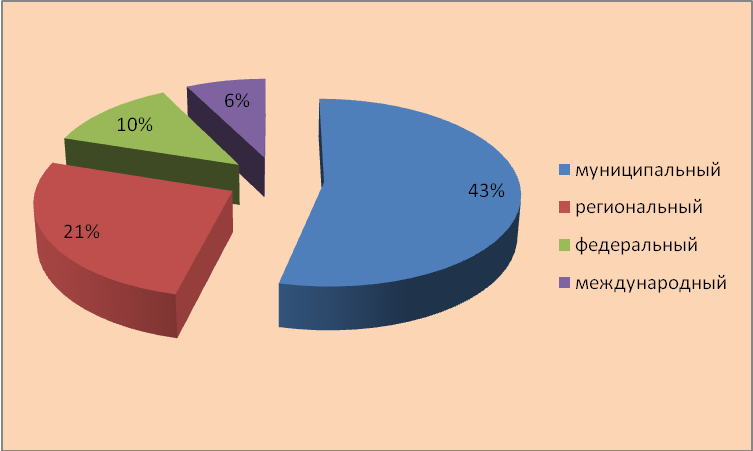 6%
10%
43%
21%
муниципальный
региональный
федеральный
международный